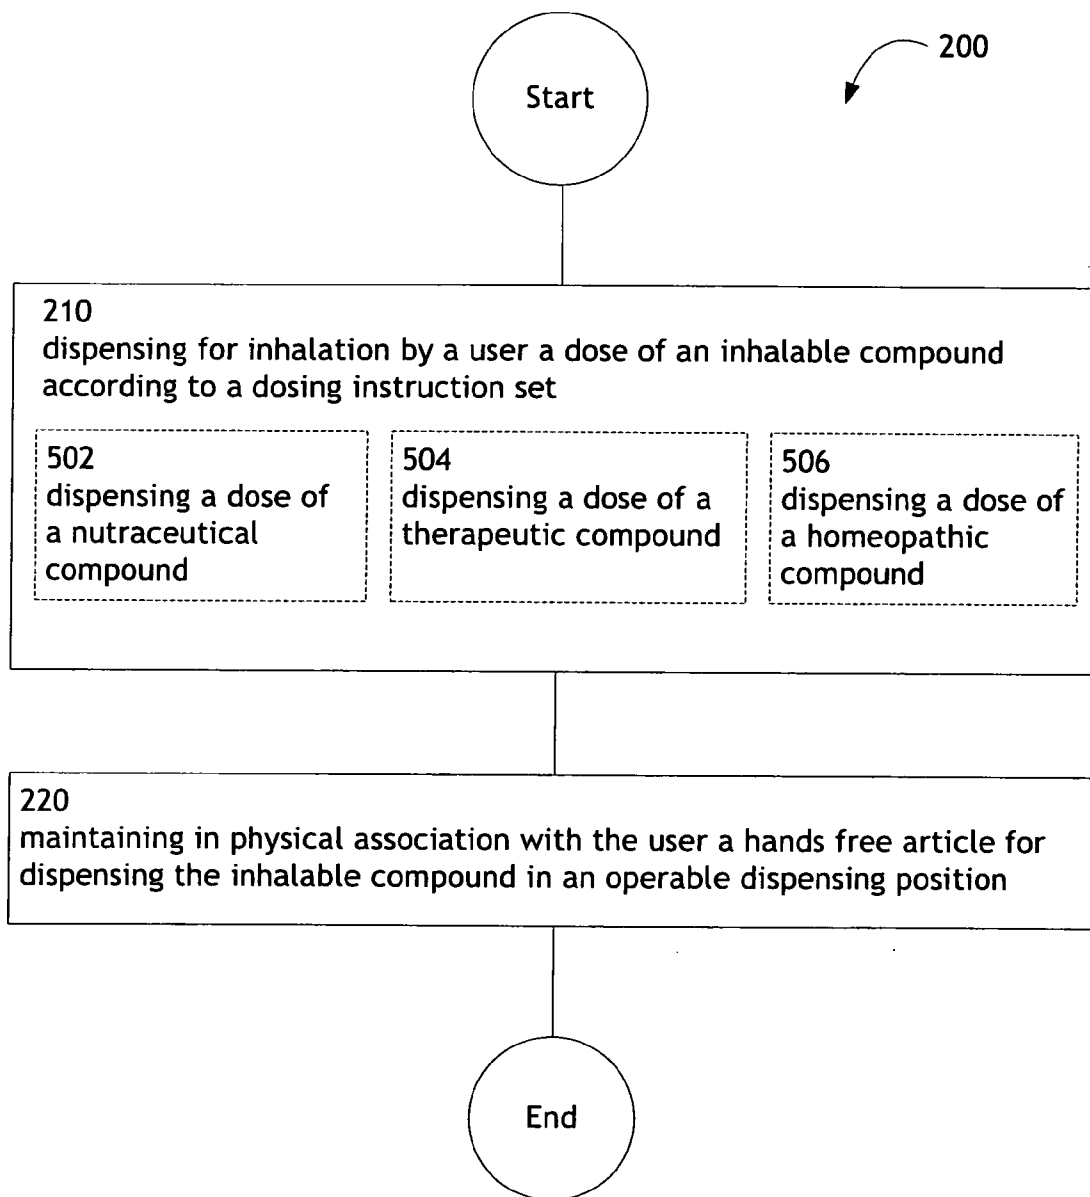 200
Start
210
dispensing for inhalation by a user a dose of an inhalable compound
according to a dosing instruction set
502
dispensing a dose of
a nutraceutical
compound
504
dispensing a dose of a
therapeutic compound
506
dispensing a dose of
a homeopathic
compound
220
maintaining in physical association with the user a hands free article for
dispensing the inhalable compound in an operable dispensing position
End